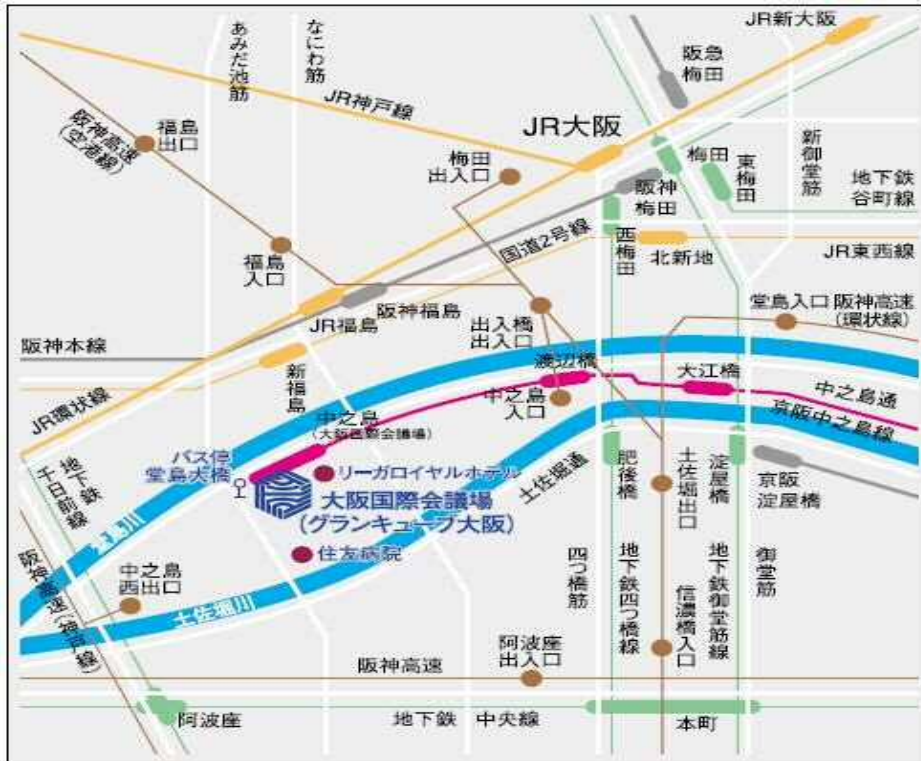 JR新大阪
あみだ池筋
なにわ筋
阪急
梅田
JR神戸線
阪神高速
(空港線)
福島
出口
JR大阪
新御堂筋
梅田
出入口
梅田
東梅田
阪神
梅田
地下鉄
谷町線
国道2号線
西梅田
北新地
JR東西線
福島
入口
阪神福島
JR福島
出入橋
出入口
堂島入口
阪神高速
(環状線)
阪神本線
新福島
渡辺橋
大江橋
中之島
入口
中之島通
京阪中之島線
JR環状線
中之島
(大阪国際会議場)
バス停
堂島大橋
リーガロイヤルホテル
大阪国際会議場
(グランキューブ大阪)
土佐堀通
肥後橋
土佐堀出口
淀屋橋
京阪
淀屋橋
地下鉄
千日前線
堂島川
住友病院
中之島
西出口
阪神高速(神戸線)
土佐堀川
四つ橋筋
地下鉄四つ橋線
信濃橋入口
地下鉄御堂筋線
御堂筋
阿波座
出入口
阪神高速
阿波座
地下鉄 中央線
本町